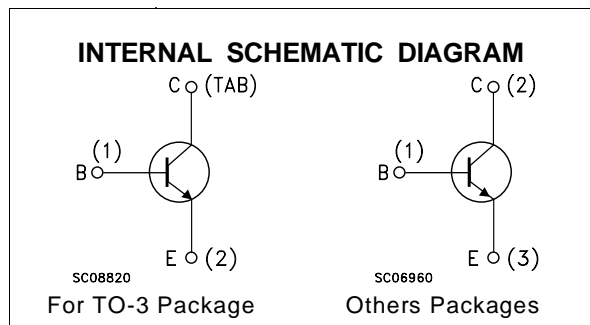 INTERNAL SCHEMATIC DIAGRAM
C (TAB)
C (2)
(1)
B
(1)
B
E (2)
E (3)
SC08820
SC06960
For TO-3 Package
Others Packages